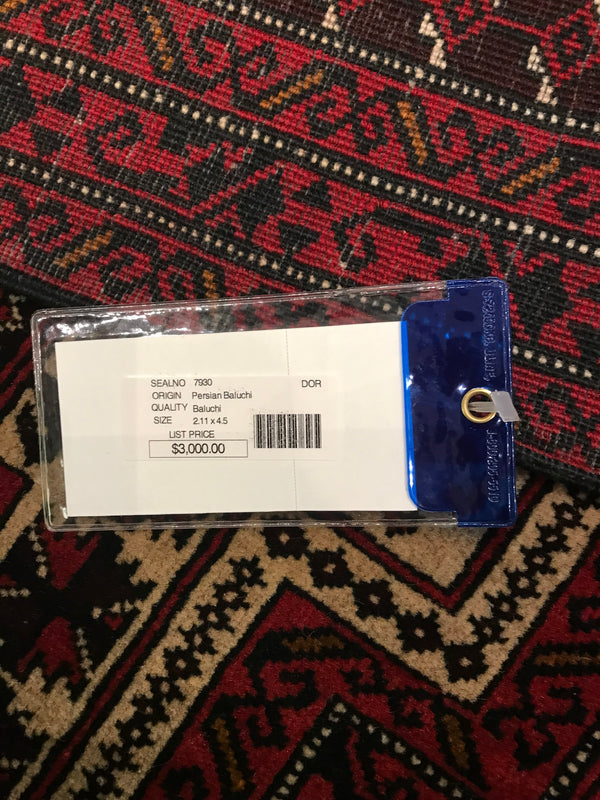 SEALNO 7930 DOR
ORIGIN Persian Baluchi
QUALITY Baluchi
SIZE 2.11 x 4.5
LIST PRICE
$3,000.00